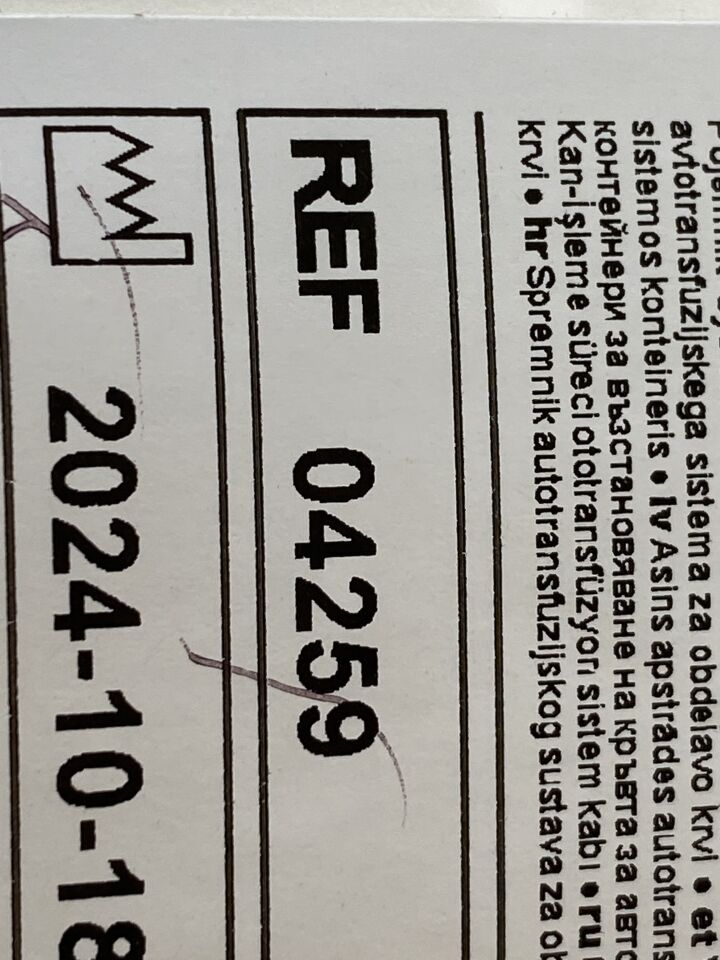 avtotransfuzijskega sistema za obdelavo krvi • et
sistemos konteineris • lv Asins apstrādes autotrans
контейнери за възстановяване на кръвта за авто
Kan-işleme süreci ototransfüzyon sistem kabı • ru
krvi • hr Spremnik autotransfuzijskog sustava za ob
REF 04259
2024-10-18